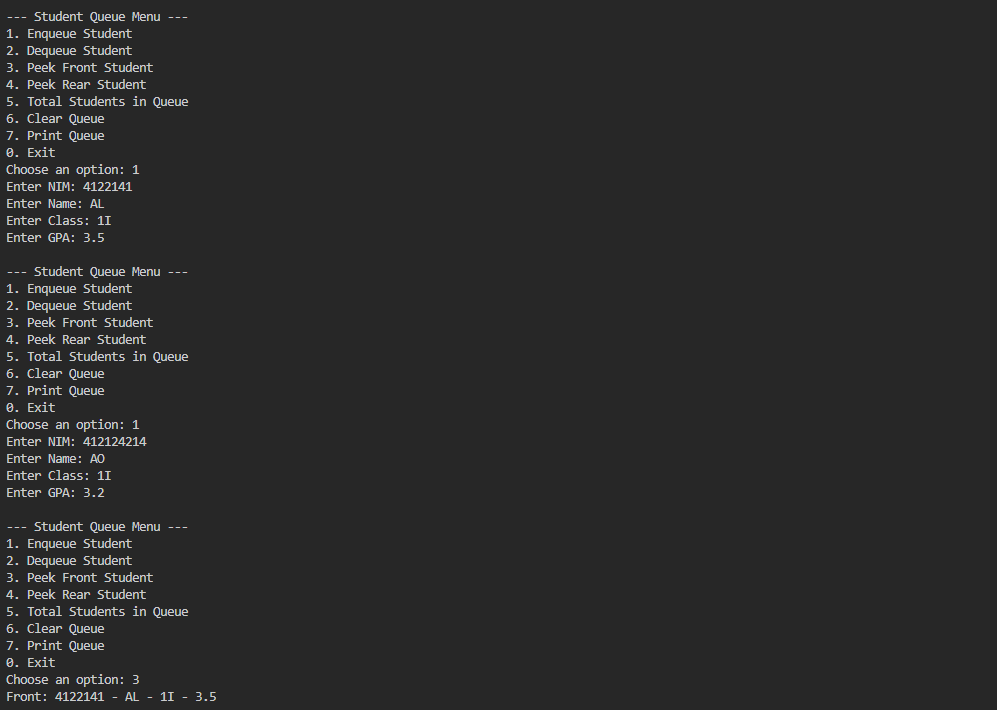 --- Student Queue Menu ---
1. Enqueue Student
2. Dequeue Student
3. Peek Front Student
4. Peek Rear Student
5. Total Students in Queue
6. Clear Queue
7. Print Queue
0. Exit
Choose an option: 1
Enter NIM: 4122141
Enter Name: AL
Enter Class: 1I
Enter GPA: 3.5
--- Student Queue Menu ---
1. Enqueue Student
2. Dequeue Student
3. Peek Front Student
4. Peek Rear Student
5. Total Students in Queue
6. Clear Queue
7. Print Queue
0. Exit
Choose an option: 1
Enter NIM: 412124214
Enter Name: AO
Enter Class: 1I
Enter GPA: 3.2
--- Student Queue Menu ---
1. Enqueue Student
2. Dequeue Student
3. Peek Front Student
4. Peek Rear Student
5. Total Students in Queue
6. Clear Queue
7. Print Queue
0. Exit
Choose an option: 3
Front: 4122141 - AL - 1I - 3.5